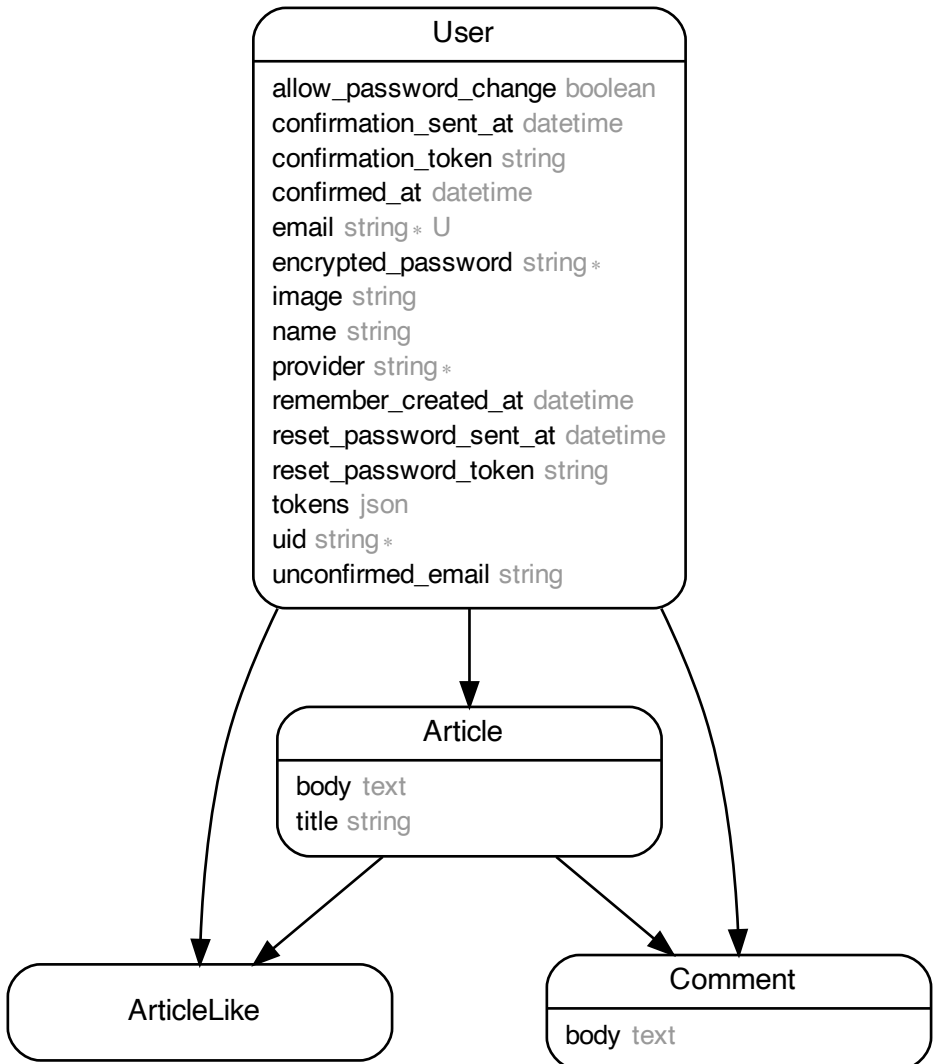 User
allow_password_change boolean
confirmation_sent_at datetime
confirmation_token string
confirmed_at datetime
email string∗ U
encrypted_password string∗
image string
name string
provider string∗
remember_created_at datetime
reset_password_sent_at datetime
reset_password_token string
tokens json
uid string∗
unconfirmed_email string
Article
body text
title string
ArticleLike
Comment
body text